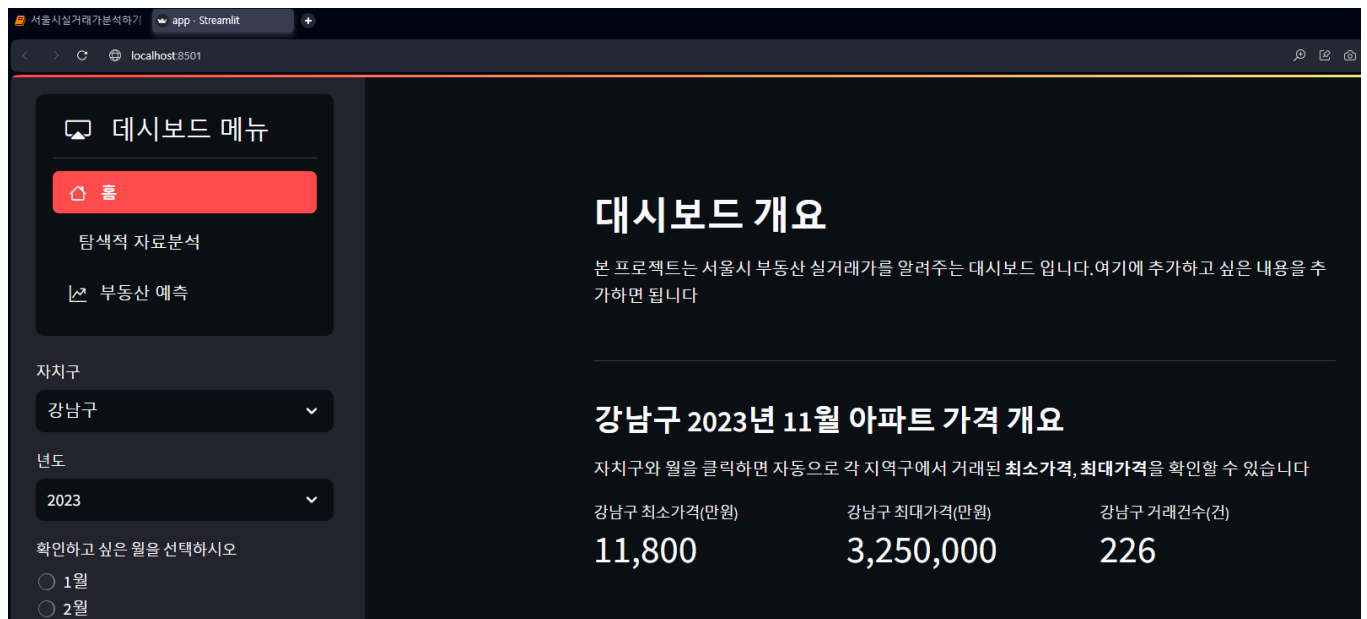 서울시실거래가분석하기
app · Streamlit
localhost:8501
데시보드 메뉴
홈
탐색적 자료분석
부동산 예측
자치구
강남구
년도
2023
확인하고 싶은 월을 선택하시오
1월
2월
대시보드 개요
본 프로젝트는 서울시 부동산 실거래가를 알려주는 대시보드 입니다.여기에 추가하고 싶은 내용을 추
가하면 됩니다
강남구 2023년 11월 아파트 가격 개요
자치구와 월을 클릭하면 자동으로 각 지역구에서 거래된 최소가격, 최대가격을 확인할 수 있습니다
강남구 최소가격(만원)
11,800
강남구 최대가격(만원)
3,250,000
강남구 거래건수(건)
226